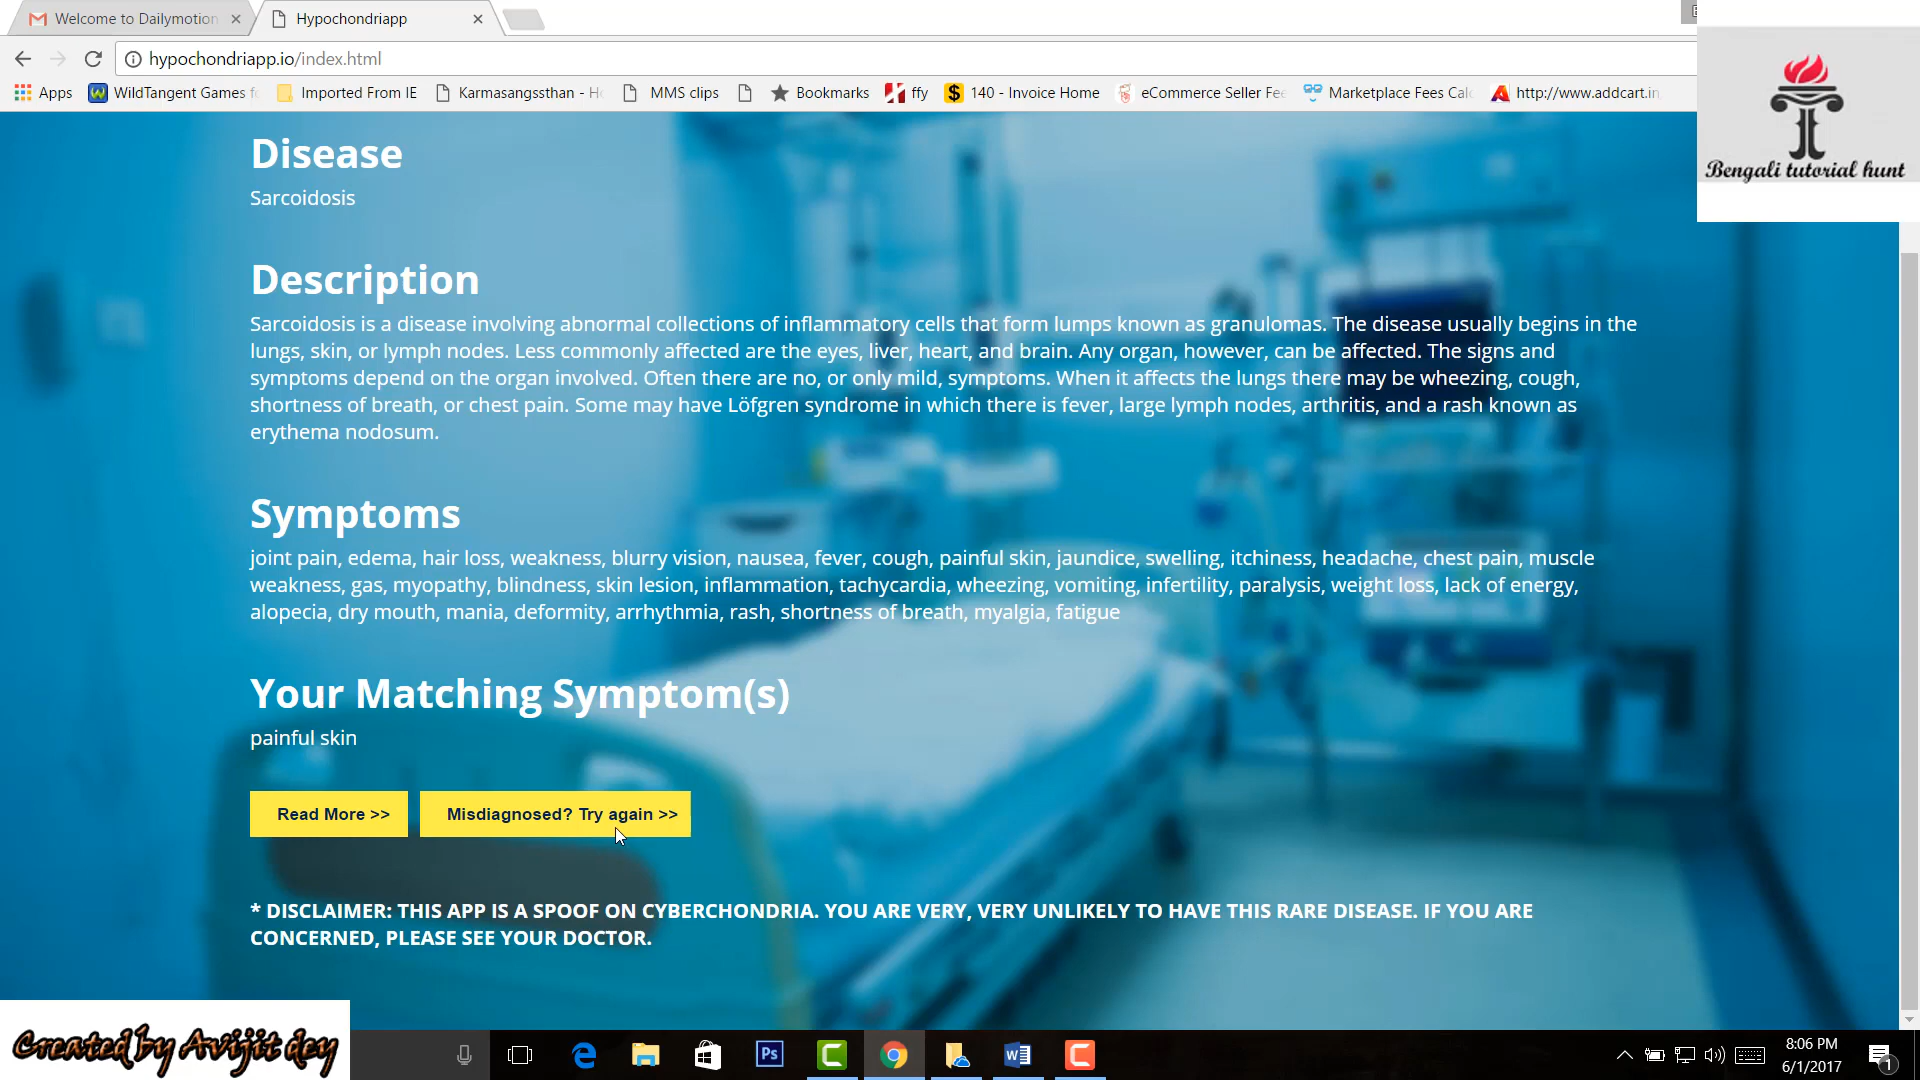 Welcome to Dailymotion
Hypochondriapp
hypochondriapp.io/index.html
Apps
WildTangent Games f
Imported From IE
Karmasangssthan - Ho
MMS clips
Bookmarks
ffy
140 - Invoice Home
eCommerce Seller Fee
Marketplace Fees Calc
http://www.addcart.in
Bengali tutorial hunt
Disease
Sarcoidosis
Description
Sarcoidosis is a disease involving abnormal collections of inflammatory cells that form lumps known as granulomas. The disease usually begins in the
lungs, skin, or lymph nodes. Less commonly affected are the eyes, liver, heart, and brain. Any organ, however, can be affected. The signs and
symptoms depend on the organ involved. Often there are no, or only mild, symptoms. When it affects the lungs there may be wheezing, cough,
shortness of breath, or chest pain. Some may have Löfgren syndrome in which there is fever, large lymph nodes, arthritis, and a rash known as
erythema nodosum.
Symptoms
joint pain, edema, hair loss, weakness, blurry vision, nausea, fever, cough, painful skin, jaundice, swelling, itchiness, headache, chest pain, muscle
weakness, gas, myopathy, blindness, skin lesion, inflammation, tachycardia, wheezing, vomiting, infertility, paralysis, weight loss, lack of energy,
alopecia, dry mouth, mania, deformity, arrhythmia, rash, shortness of breath, myalgia, fatigue
Your Matching Symptom(s)
painful skin
Read More >>
Misdiagnosed? Try again >>
* DISCLAIMER: THIS APP IS A SPOOF ON CYBERCHONDRIA. YOU ARE VERY, VERY UNLIKELY TO HAVE THIS RARE DISEASE. IF YOU ARE
CONCERNED, PLEASE SEE YOUR DOCTOR.
Created by Avijit dey
Ps
8:06 PM
6/1/2017
1